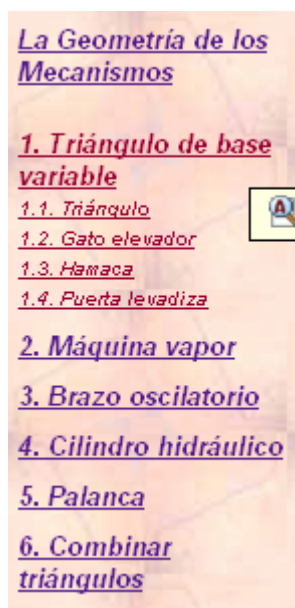 La Geometría de los
Mecanismos
1. Triángulo de base
variable
1.1. Triángulo
1.2. Gato elevador
1.3. Hamaca
1.4. Puerta levadiza
2. Máquina vapor
3. Brazo oscilatorio
4. Cilindro hidráulico
5. Palanca
6. Combinar
triángulos